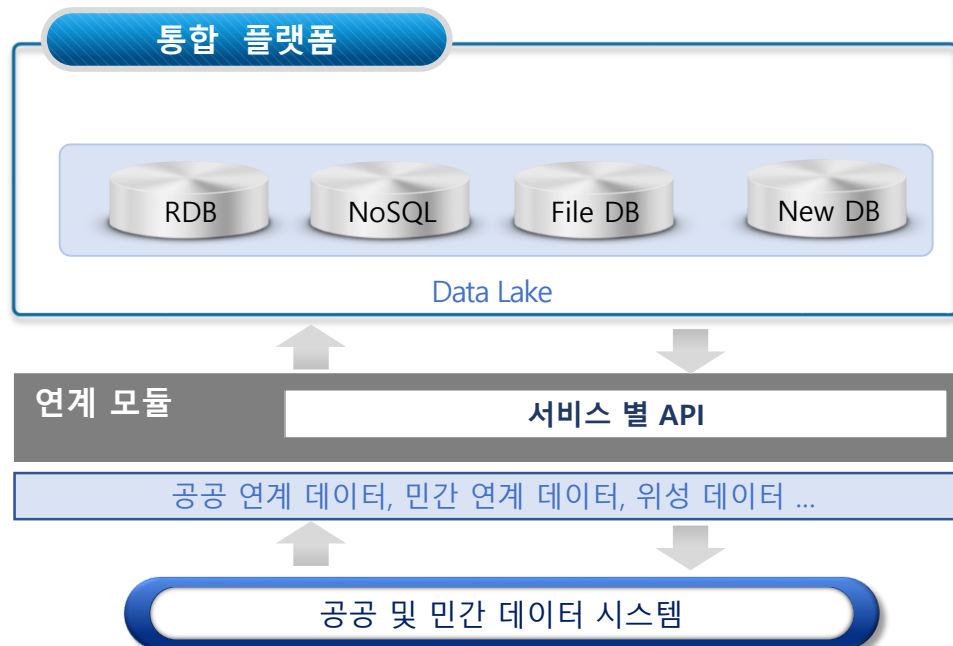 통합 플랫폼
RDB NoSQL File DB New DB
Data Lake
연계 모듈
서비스 별 API
공공 연계 데이터, 민간 연계 데이터, 위성 데이터 ...
공공 및 민간 데이터 시스템